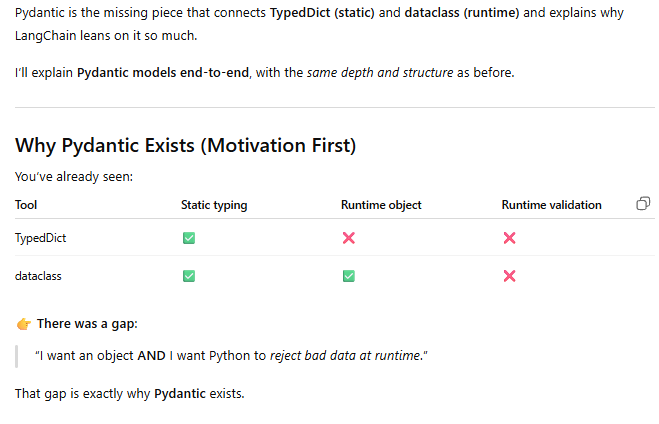 Pydantic is the missing piece that connects TypedDict (static) and dataclass (runtime) and explains why
LangChain leans on it so much.
I’ll explain Pydantic models end-to-end, with the same depth and structure as before.
Why Pydantic Exists (Motivation First)
You’ve already seen:
Tool Static typing Runtime object Runtime validation
TypedDict ✅ ❌ ❌
dataclass ✅ ✅ ❌
👉 There was a gap:
“I want an object AND I want Python to reject bad data at runtime.”
That gap is exactly why Pydantic exists.